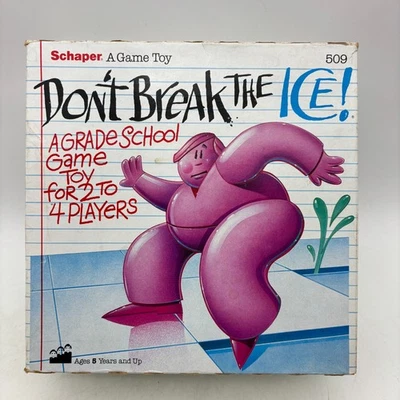 Schaper A Game Toy
509
DON'T BREAK THE ICE!
A GRADE SCHOOL
Game
Toy
for 2 to
4 PLAYERS
Ages 5 Years and Up